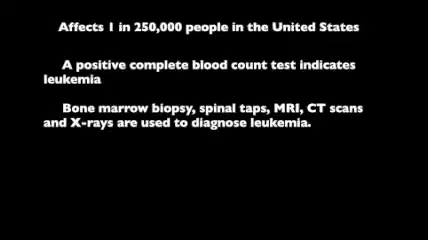 Affects 1 in 250,000 people in the United States
A positive complete blood count test indicates
leukemia
Bone marrow biopsy, spinal taps, MRI, CT scans
and X-rays are used to diagnose leukemia.